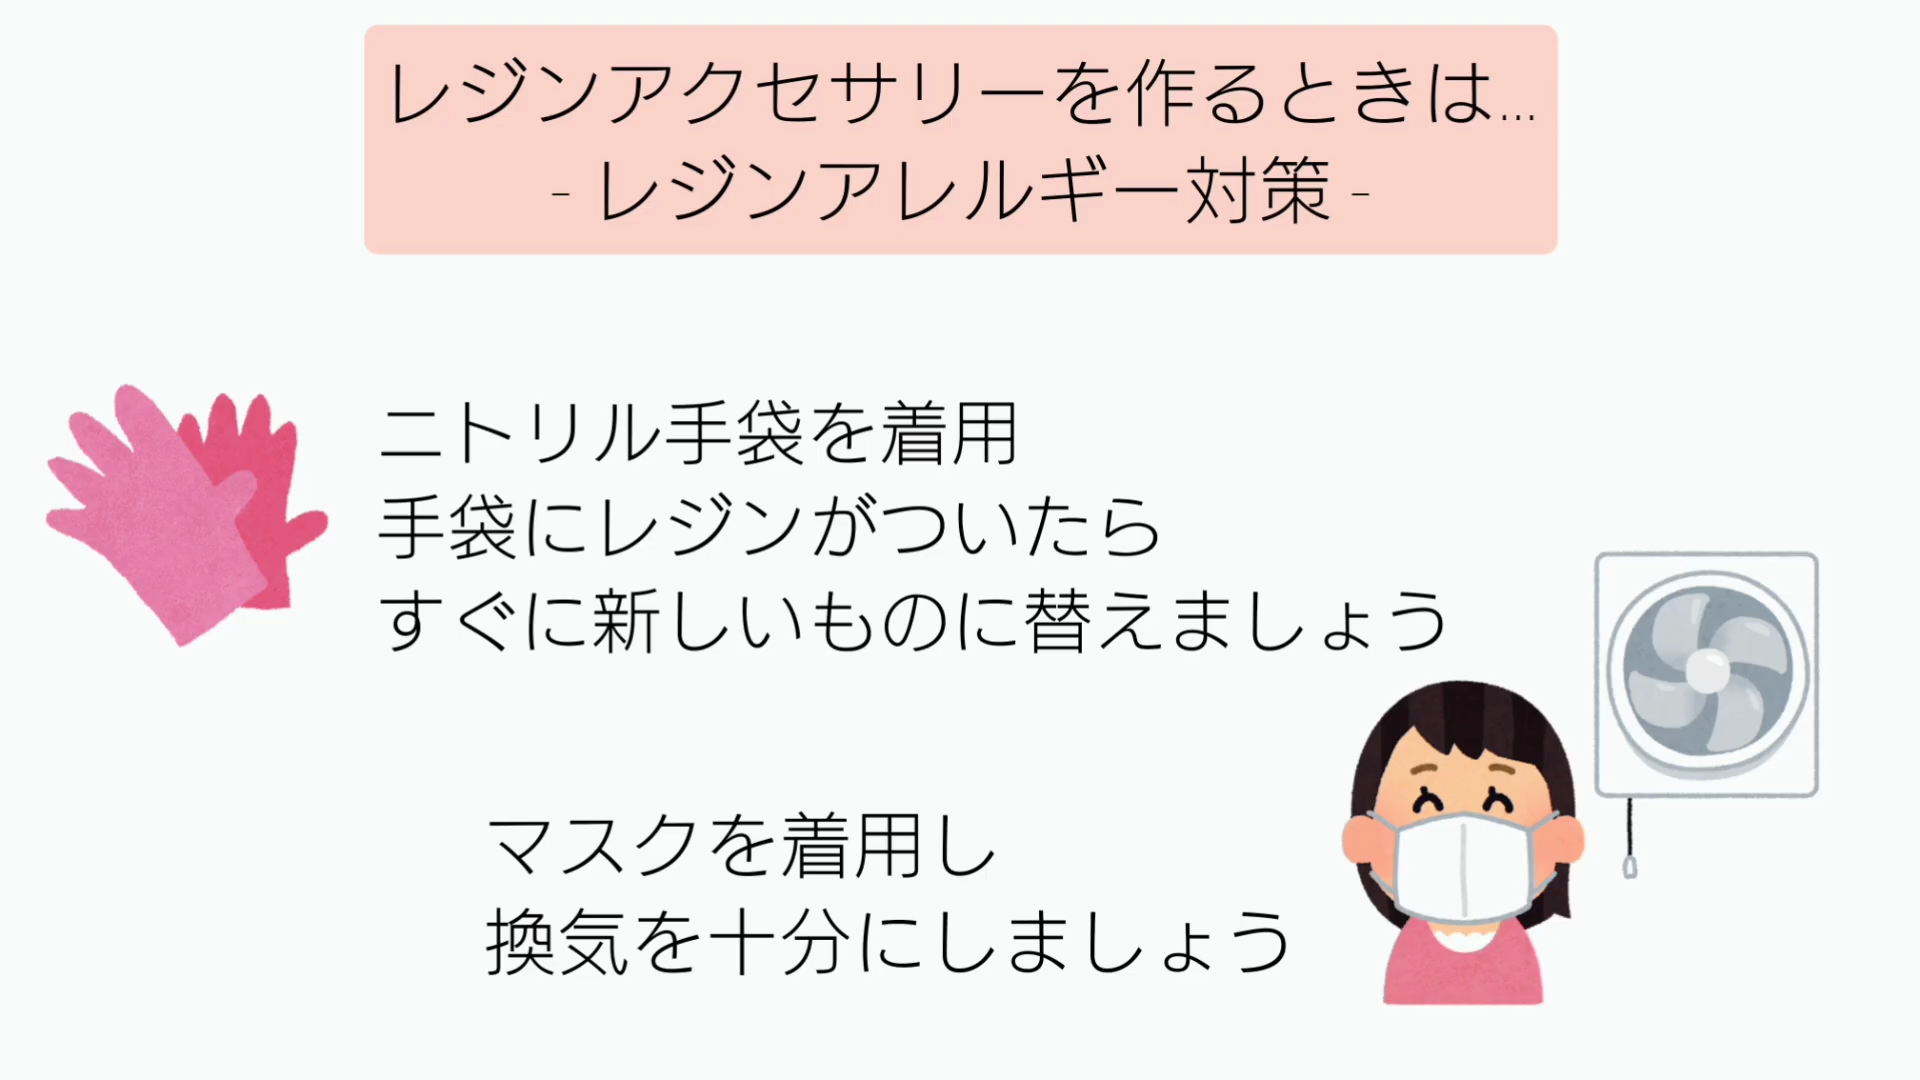 レジンアクセサリーを作るときは...
- レジンアレルギー対策 -
ニトリル手袋を着用
手袋にレジンがついたら
すぐに新しいものに替えましょう
マスクを着用し
換気を十分にしましょう